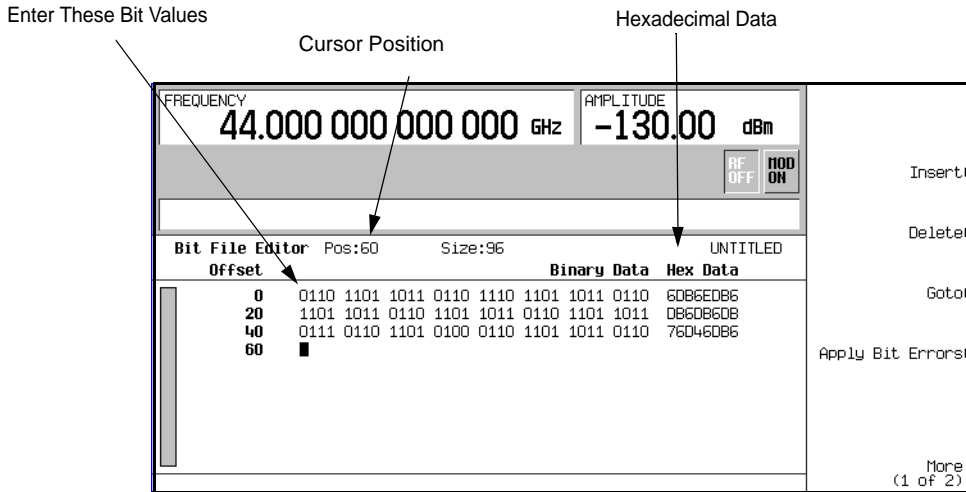 Enter These Bit Values
Cursor Position
Hexadecimal Data
FREQUENCY
44.000 000 000 000 GHz
AMPLITUDE
-130.00 dBm
RF OFF
MOD ON
Insert
Delete
Goto
Apply Bit Errors
More
(1 of 2)
Bit File Editor Pos:60 Size:96 UNTITLED
Offset Binary Data Hex Data
0 0110 1101 1011 0110 1110 1101 1011 0110 6DB6EDB6
20 1101 1011 0110 1101 1011 0110 1101 1011 DB6DB6DB
40 0111 0110 1101 0100 0110 1101 1011 0110 76D46DB6
60